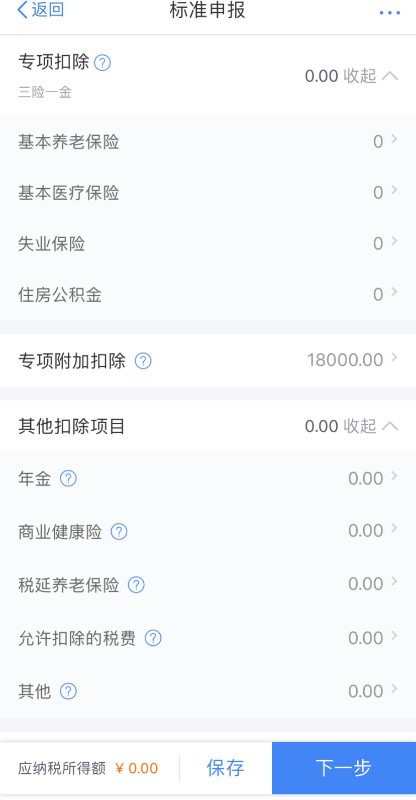 返回
标准申报
专项扣除
三险一金
0.00 收起
基本养老保险 0
基本医疗保险 0
失业保险 0
住房公积金 0
专项附加扣除 18000.00
其他扣除项目 0.00 收起
年金 0.00
商业健康险 0.00
税延养老保险 0.00
允许扣除的税费 0.00
其他 0.00
应纳税所得额 ¥ 0.00 保存 下一步